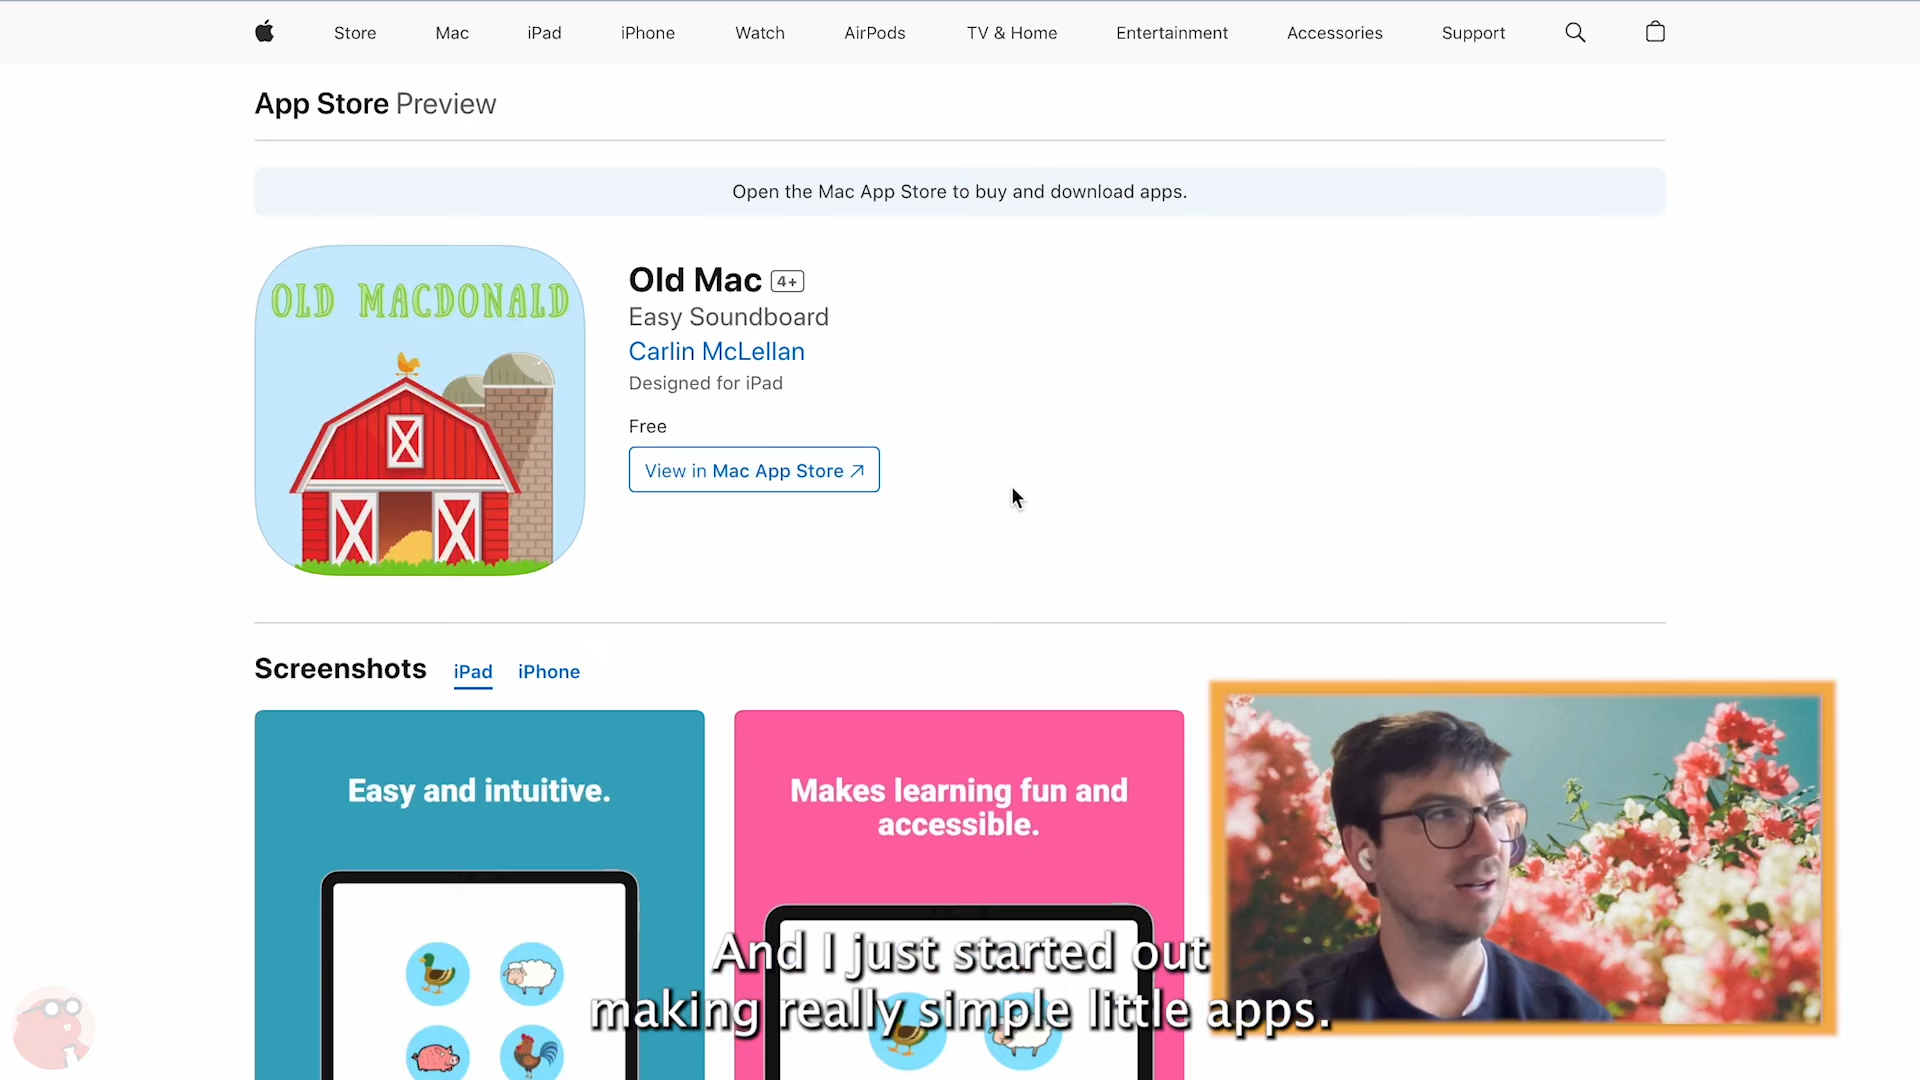 Store Mac iPad iPhone Watch AirPods TV & Home Entertainment Accessories Support
App Store Preview
Open the Mac App Store to buy and download apps.
OLD MACDONALD
Old Mac 4+
Easy Soundboard
Carlin McLellan
Designed for iPad
Free
View in Mac App Store
Screenshots iPad iPhone
Easy and intuitive.
Makes learning fun and
accessible.
And I just started out
making really simple little apps.